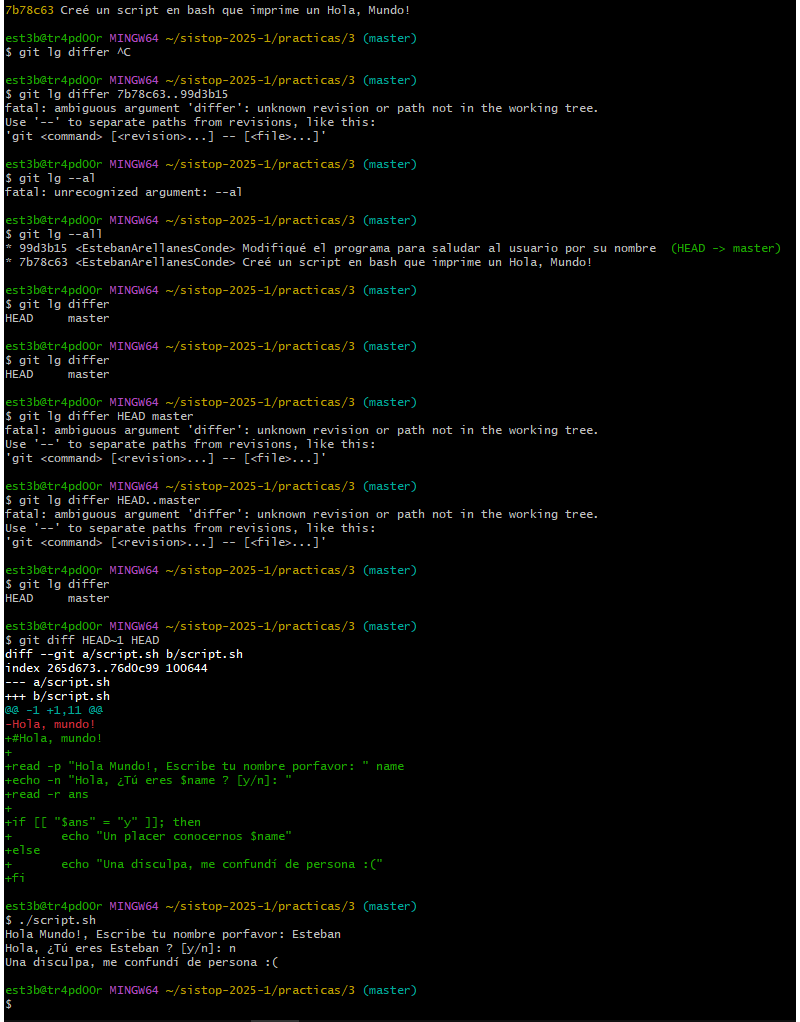 7b78c63 Creé un script en bash que imprime un Hola, Mundo!
est3b@tr4pd00r MINGW64 ~/sistop-2025-1/practicas/3 (master)
$ git lg differ ^C
est3b@tr4pd00r MINGW64 ~/sistop-2025-1/practicas/3 (master)
$ git lg differ 7b78c63..99d3b15
fatal: ambiguous argument 'differ': unknown revision or path not in the working tree.
Use '--' to separate paths from revisions, like this:
'git <command> [<revision>...] -- [<file>...]'
est3b@tr4pd00r MINGW64 ~/sistop-2025-1/practicas/3 (master)
$ git lg --al
fatal: unrecognized argument: --al
est3b@tr4pd00r MINGW64 ~/sistop-2025-1/practicas/3 (master)
$ git lg --all
* 99d3b15 <EstebanArellanesConde> Modifiqué el programa para saludar al usuario por su nombre  (HEAD -> master)
* 7b78c63 <EstebanArellanesConde> Creé un script en bash que imprime un Hola, Mundo!
est3b@tr4pd00r MINGW64 ~/sistop-2025-1/practicas/3 (master)
$ git lg differ
HEAD     master
est3b@tr4pd00r MINGW64 ~/sistop-2025-1/practicas/3 (master)
$ git lg differ
HEAD     master
est3b@tr4pd00r MINGW64 ~/sistop-2025-1/practicas/3 (master)
$ git lg differ HEAD master
fatal: ambiguous argument 'differ': unknown revision or path not in the working tree.
Use '--' to separate paths from revisions, like this:
'git <command> [<revision>...] -- [<file>...]'
est3b@tr4pd00r MINGW64 ~/sistop-2025-1/practicas/3 (master)
$ git lg differ HEAD..master
fatal: ambiguous argument 'differ': unknown revision or path not in the working tree.
Use '--' to separate paths from revisions, like this:
'git <command> [<revision>...] -- [<file>...]'
est3b@tr4pd00r MINGW64 ~/sistop-2025-1/practicas/3 (master)
$ git lg differ
HEAD     master
est3b@tr4pd00r MINGW64 ~/sistop-2025-1/practicas/3 (master)
$ git diff HEAD~1 HEAD
diff --git a/script.sh b/script.sh
index 265d673..76d0c99 100644
--- a/script.sh
+++ b/script.sh
@@ -1 +1,11 @@
-Hola, mundo!
+#Hola, mundo!
+
+read -p "Hola Mundo!, Escribe tu nombre porfavor: " name
+echo -n "Hola, ¿Tú eres $name ? [y/n]: "
+read -r ans
+
+if [[ "$ans" = "y" ]]; then
+       echo "Un placer conocernos $name"
+else
+       echo "Una disculpa, me confundí de persona :("
+fi
est3b@tr4pd00r MINGW64 ~/sistop-2025-1/practicas/3 (master)
$ ./script.sh
Hola Mundo!, Escribe tu nombre porfavor: Esteban
Hola, ¿Tú eres Esteban ? [y/n]: n
Una disculpa, me confundí de persona :(
est3b@tr4pd00r MINGW64 ~/sistop-2025-1/practicas/3 (master)
$